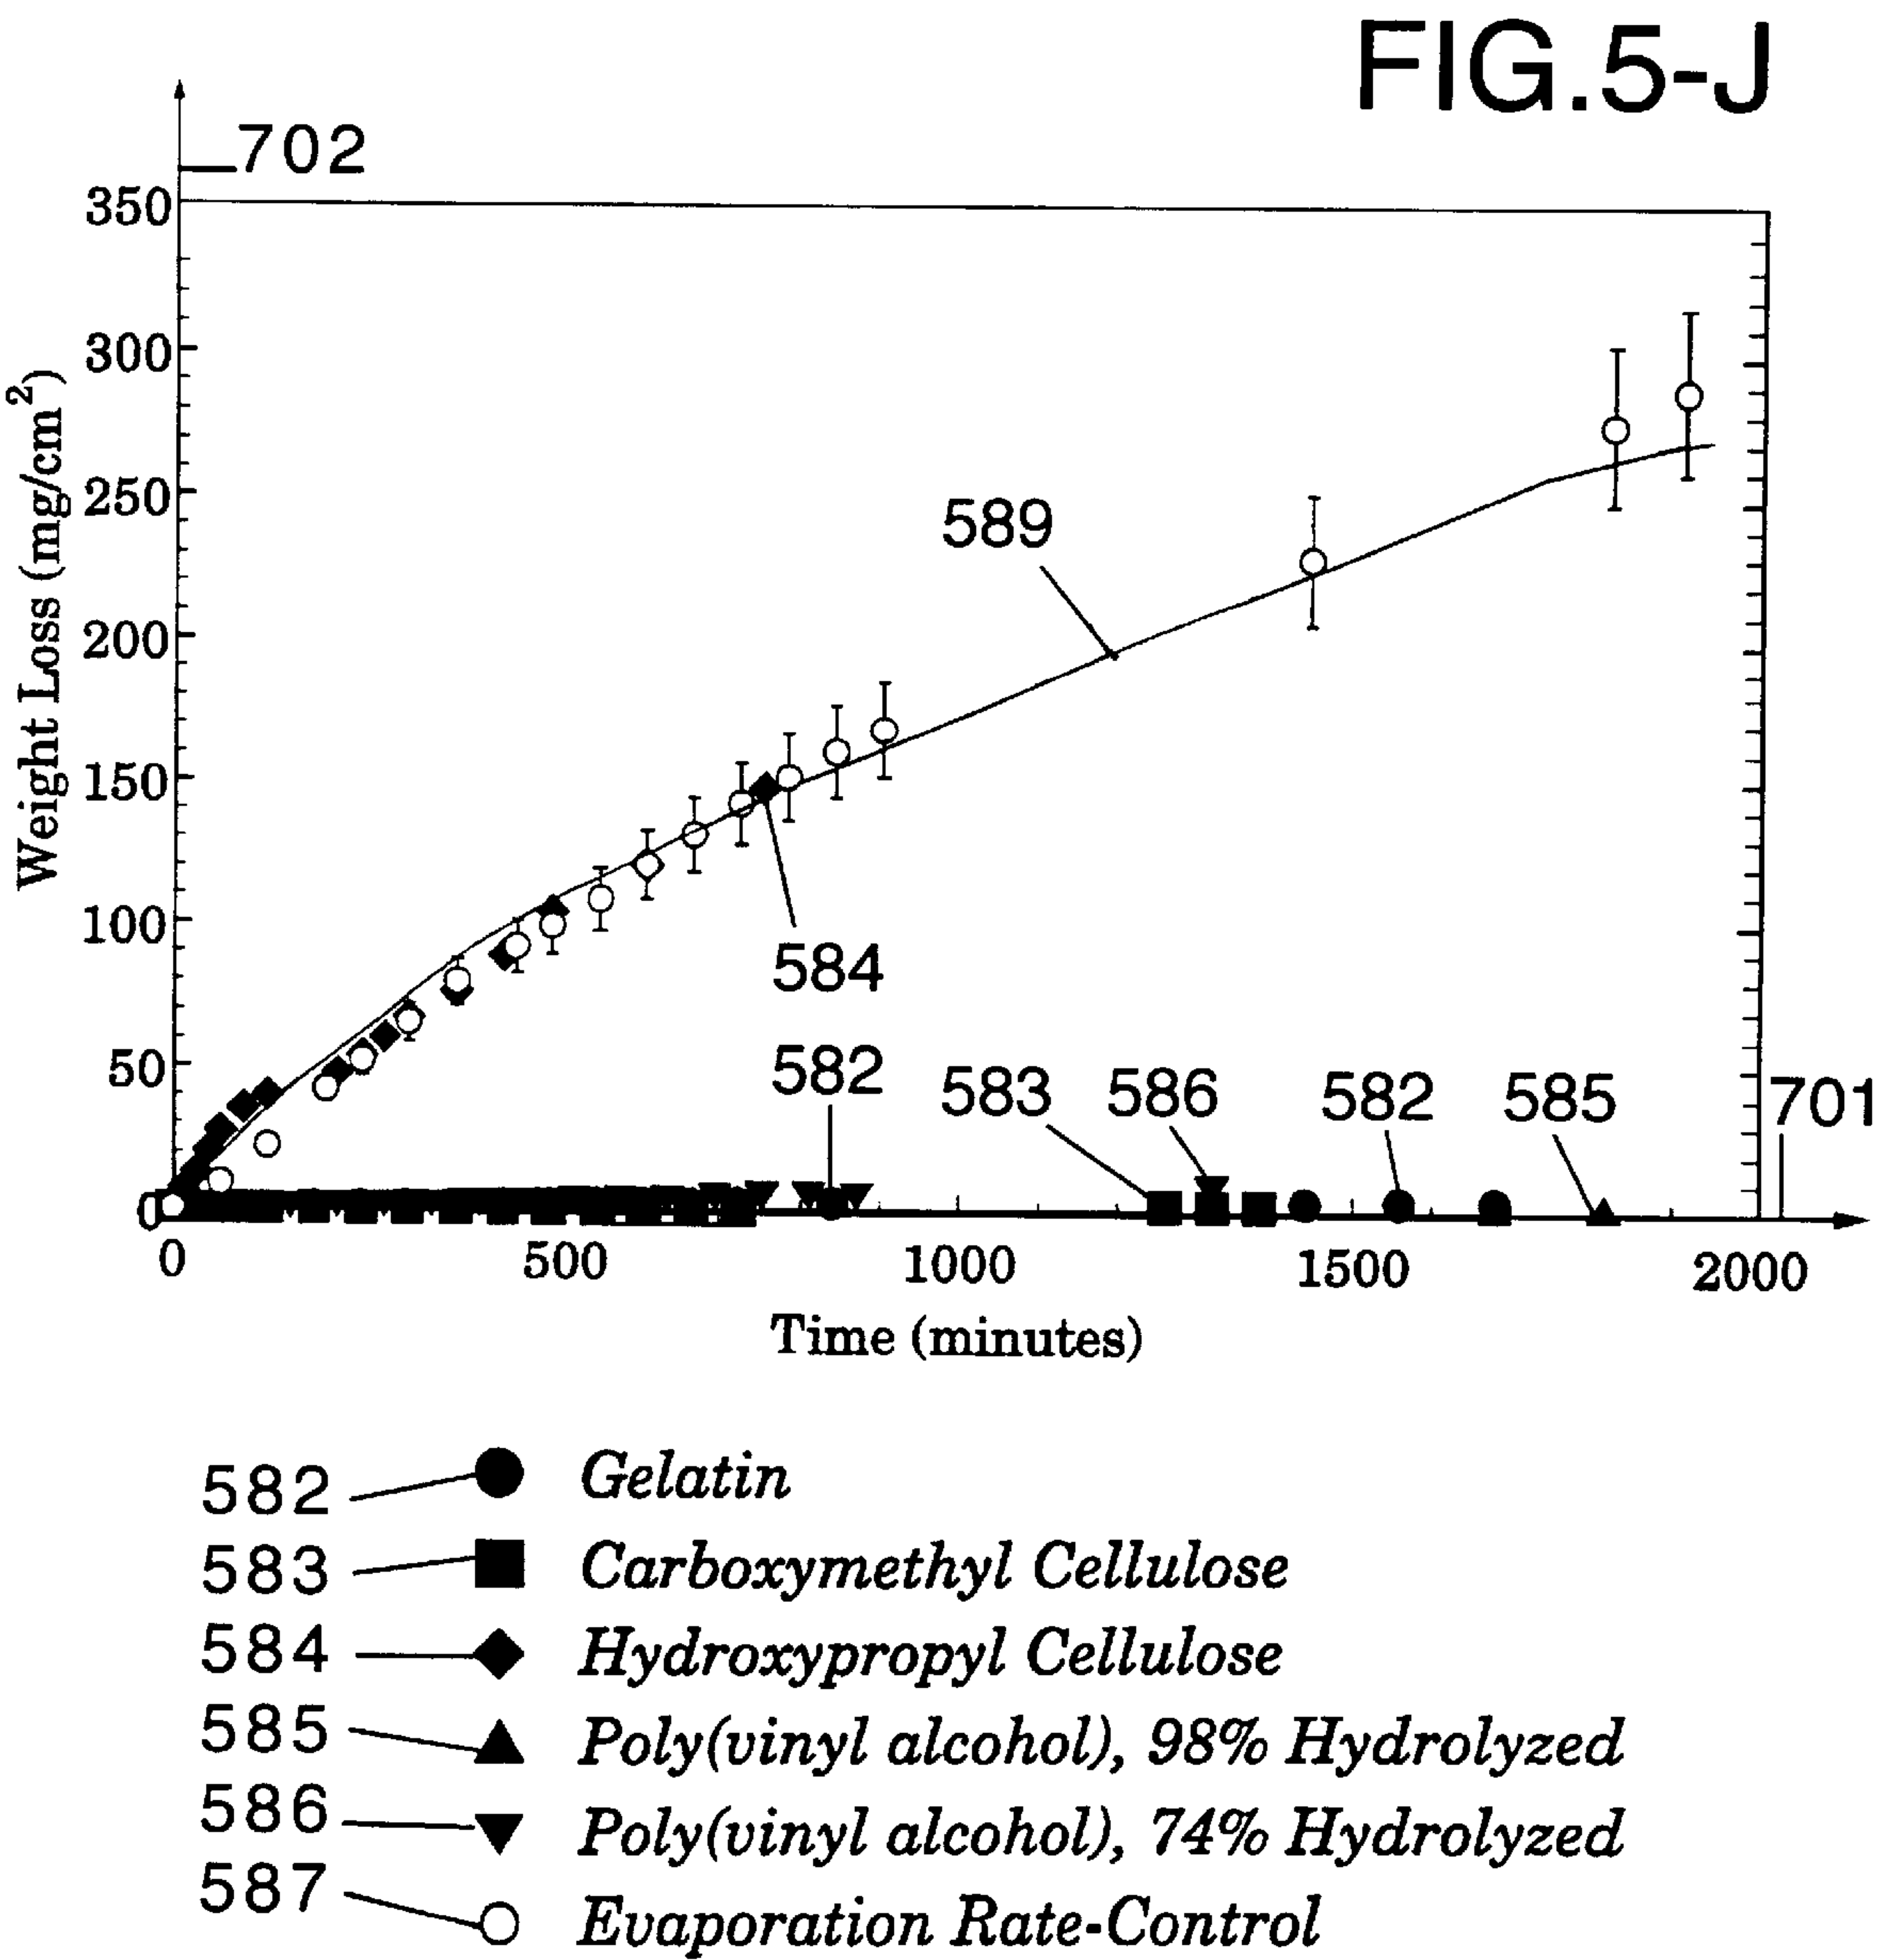 FIG.5-J
702
350
300
250
200
150
100
50
0
Weight Loss (mg/cm²)
589
584
582
583
586
582
585
701
0
500
1000
1500
2000
Time (minutes)
582 Gelatin
583 Carboxymethyl Cellulose
584 Hydroxypropyl Cellulose
585 Poly(vinyl alcohol), 98% Hydrolyzed
586 Poly(vinyl alcohol), 74% Hydrolyzed
587 Evaporation Rate-Control